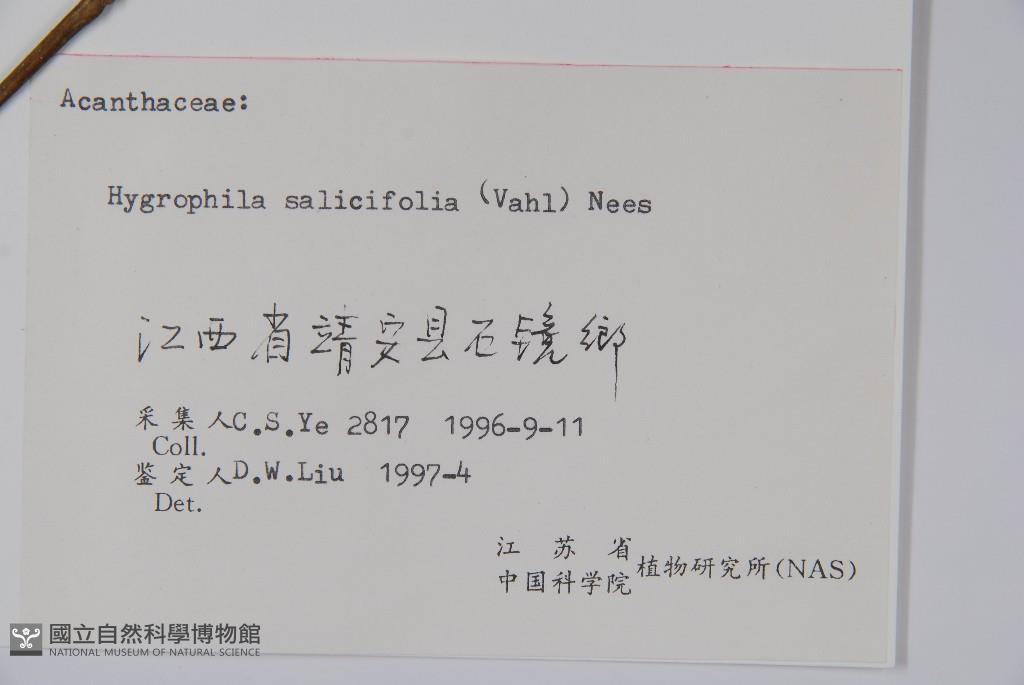 Acanthaceae:
Hygrophila salicifolia (Vahl) Nees
江西省靖安县石镜鄉
采集人C.S.Ye 2817 1996-9-11
Coll.
鉴定人D.W.Liu 1997-4
Det.
江苏省
中国科学院植物研究所(NAS)
國立自然科學博物館
NATIONAL MUSEUM OF NATURAL SCIENCE